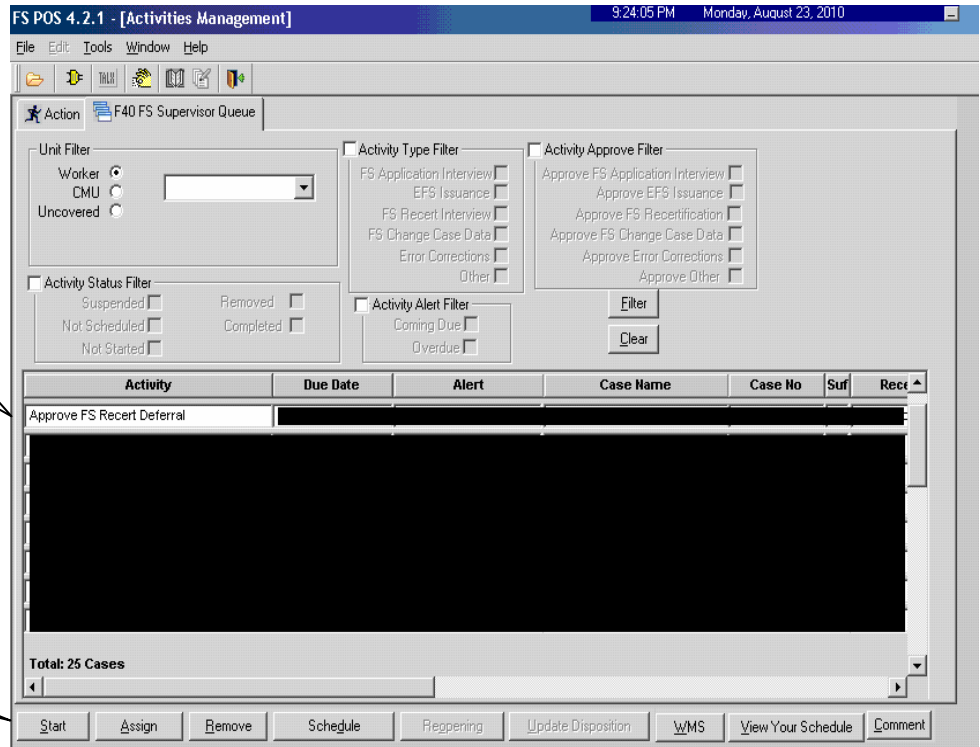 FS POS 4.2.1 - [Activities Management]
9:24:05 PM Monday, August 23, 2010
File Edit Tools Window Help
TALX
Action
F40 FS Supervisor Queue
Unit Filter
Worker
CMU
Uncovered
Activity Type Filter
FS Application Interview
EFS Issuance
FS Recert Interview
FS Change Case Data
Error Corrections
Other
Activity Approve Filter
Approve FS Application Interview
Approve EFS Issuance
Approve FS Recertification
Approve FS Change Case Data
Approve Error Corrections
Approve Other
Activity Status Filter
Suspended Removed
Not Scheduled Completed
Not Started
Activity Alert Filter
Coming Due
Overdue
Filter
Clear
Activity Due Date Alert Case Name Case No Suf Rece
Approve FS Recert Deferral
Total: 25 Cases
Start Assign Remove Schedule Reopening Update Disposition WMS View Your Schedule Comment